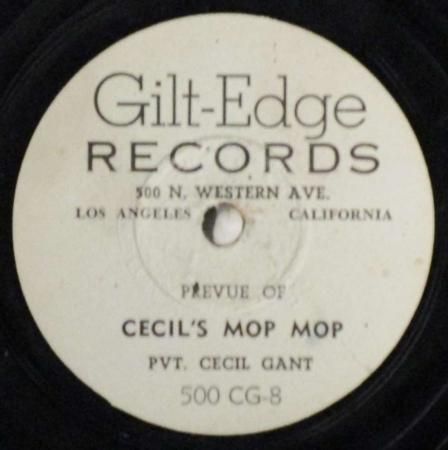 Gilt-Edge
RECORDS
500 N. WESTERN AVE.
LOS ANGELES CALIFORNIA
PREVUE OF
CECIL'S MOP MOP
PVT. CECIL GANT
500 CG-8